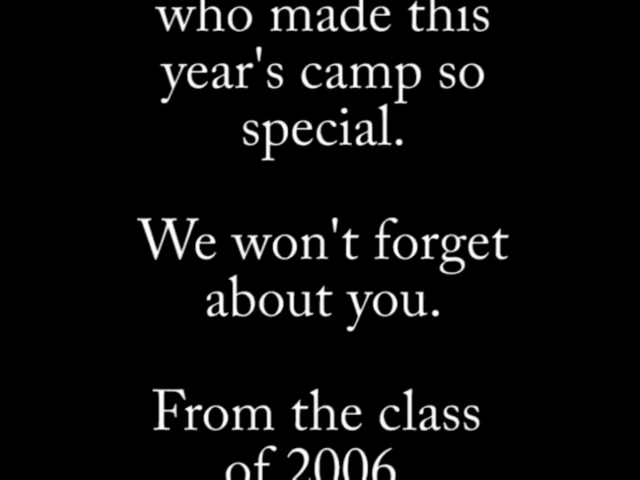 who made this
year's camp so
special.
We won't forget
about you.
From the class
of 2006